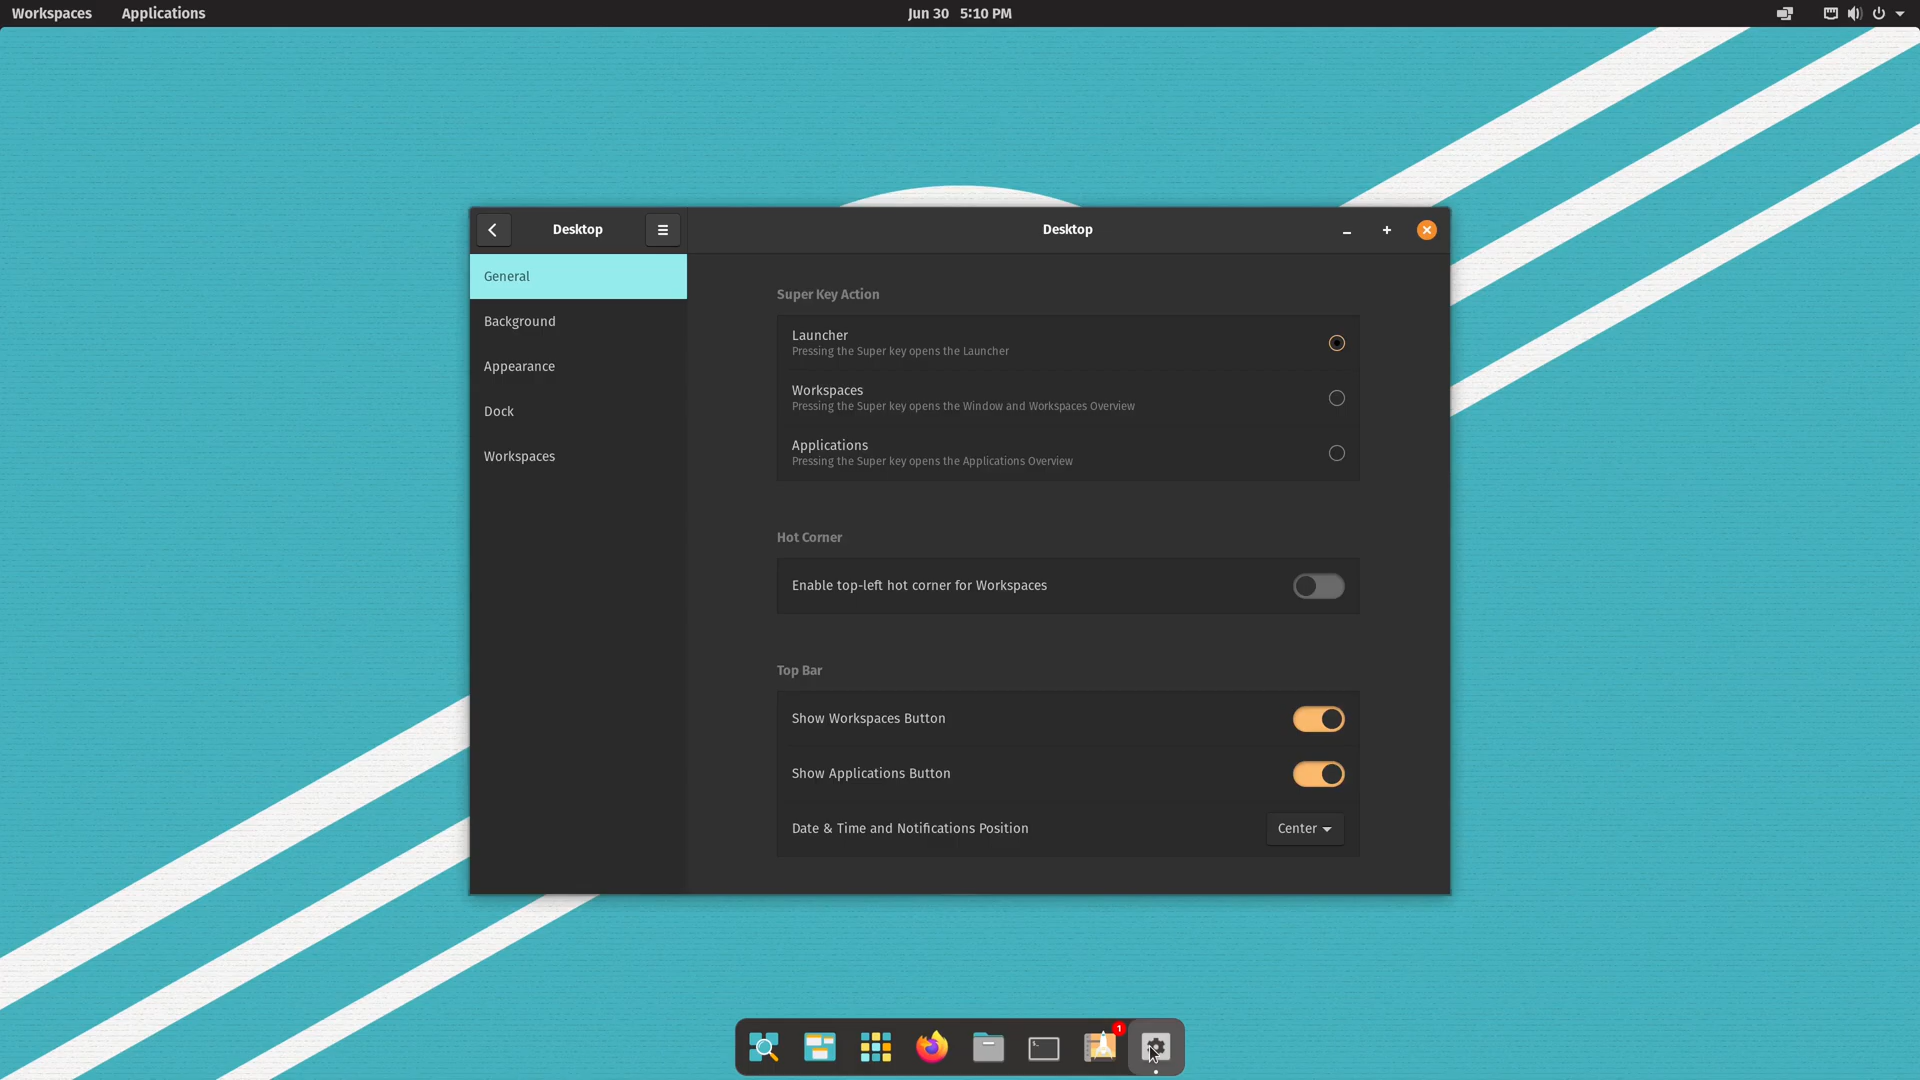 Workspaces Applications Jun 30 5:10 PM
Desktop Desktop
General
Background
Appearance
Dock
Workspaces
Super Key Action
Launcher
Pressing the Super key opens the Launcher
Workspaces
Pressing the Super key opens the Window and Workspaces Overview
Applications
Pressing the Super key opens the Applications Overview
Hot Corner
Enable top-left hot corner for Workspaces
Top Bar
Show Workspaces Button
Show Applications Button
Date & Time and Notifications Position Center
1